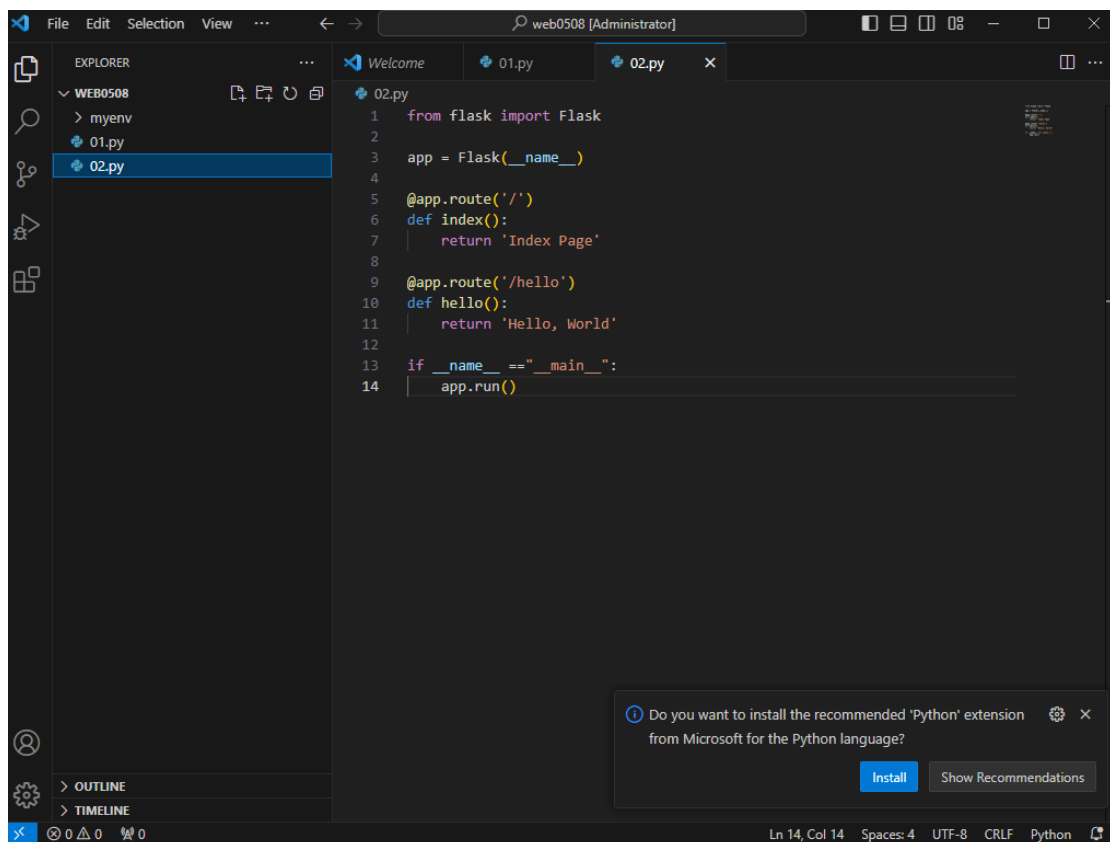 File Edit Selection View ··· web0508 [Administrator]
EXPLORER ···
WEB0508
myenv
01.py
02.py
OUTLINE
TIMELINE
Welcome 01.py 02.py
02.py
1 from flask import Flask
2
3 app = Flask(__name__)
4
5 @app.route('/')
6 def index():
7 return 'Index Page'
8
9 @app.route('/hello')
10 def hello():
11 return 'Hello, World'
12
13 if __name__ =="__main__":
14 app.run()
Do you want to install the recommended 'Python' extension
from Microsoft for the Python language?
Install Show Recommendations
0 0 0 Ln 14, Col 14 Spaces: 4 UTF-8 CRLF Python